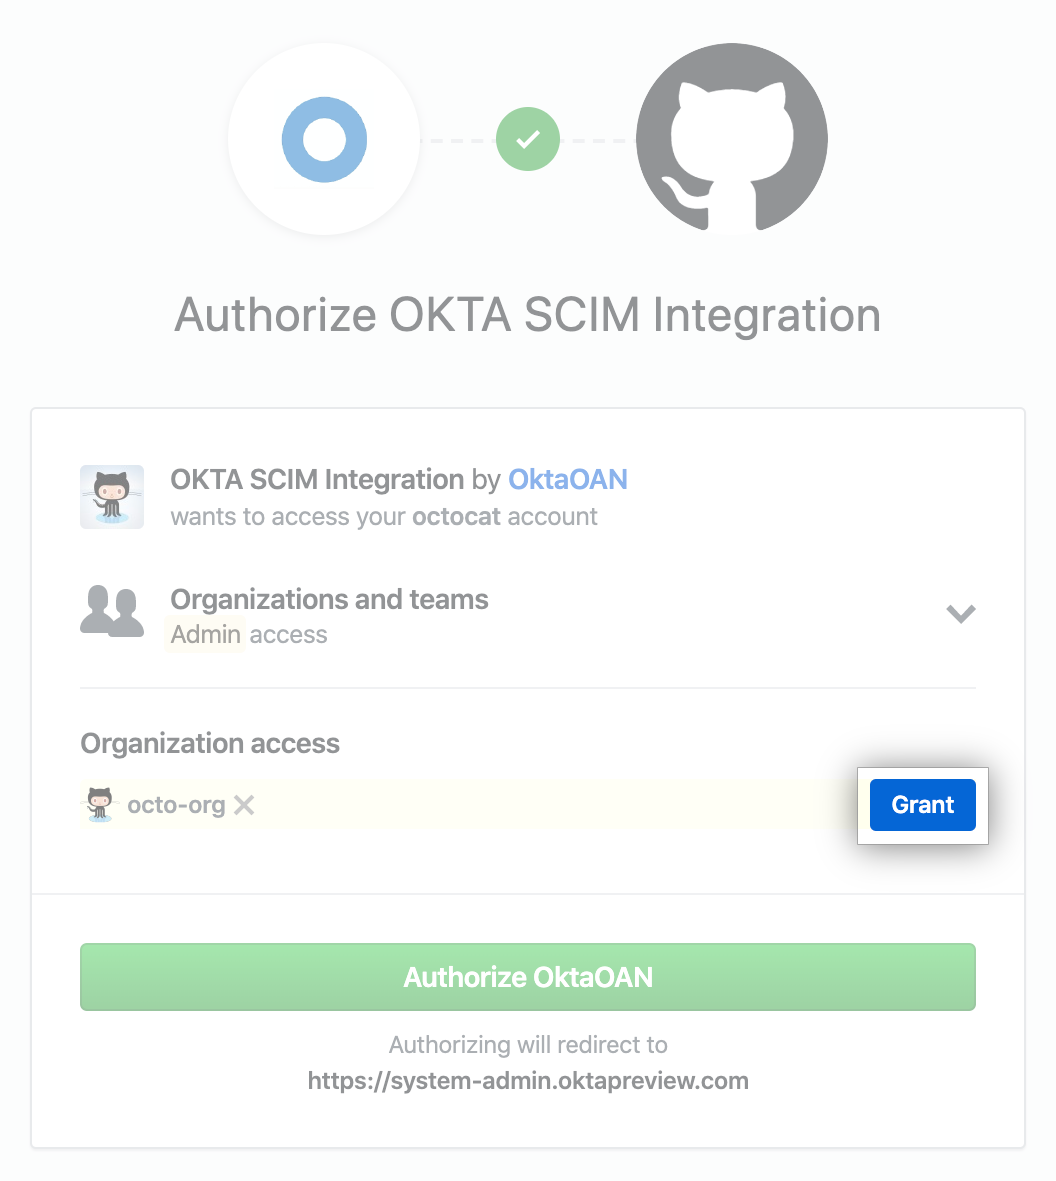 Authorize OKTA SCIM Integration
OKTA SCIM Integration by OktaOAN
wants to access your octocat account
Organizations and teams
Admin access
Organization access
octo-org
Grant
Authorize OktaOAN
Authorizing will redirect to
https://system-admin.oktapreview.com